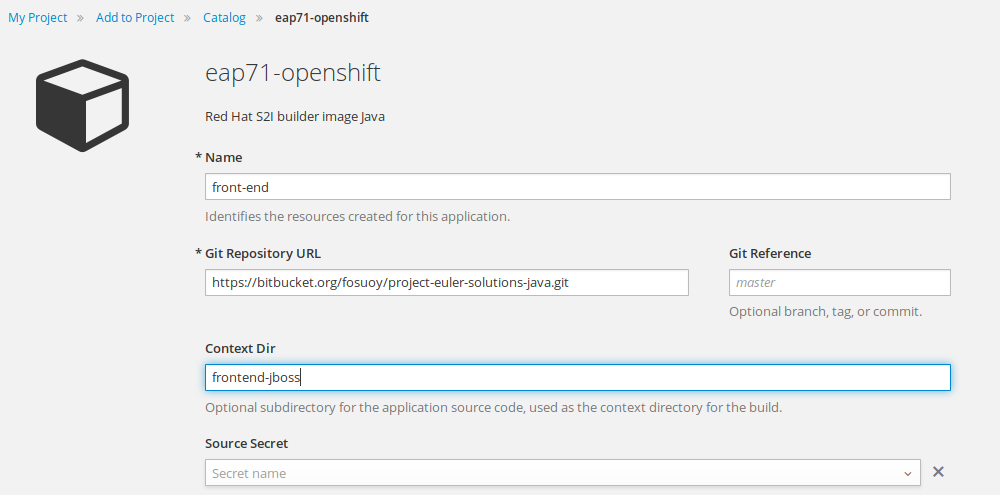 My Project » Add to Project » Catalog » eap71-openshift
eap71-openshift
Red Hat S2I builder image Java
* Name
front-end
Identifies the resources created for this application.
* Git Repository URL
Git Reference
https://bitbucket.org/fosuoy/project-euler-solutions-java.git
master
Optional branch, tag, or commit.
Context Dir
frontend-jboss
Optional subdirectory for the application source code, used as the context directory for the build.
Source Secret
Secret name